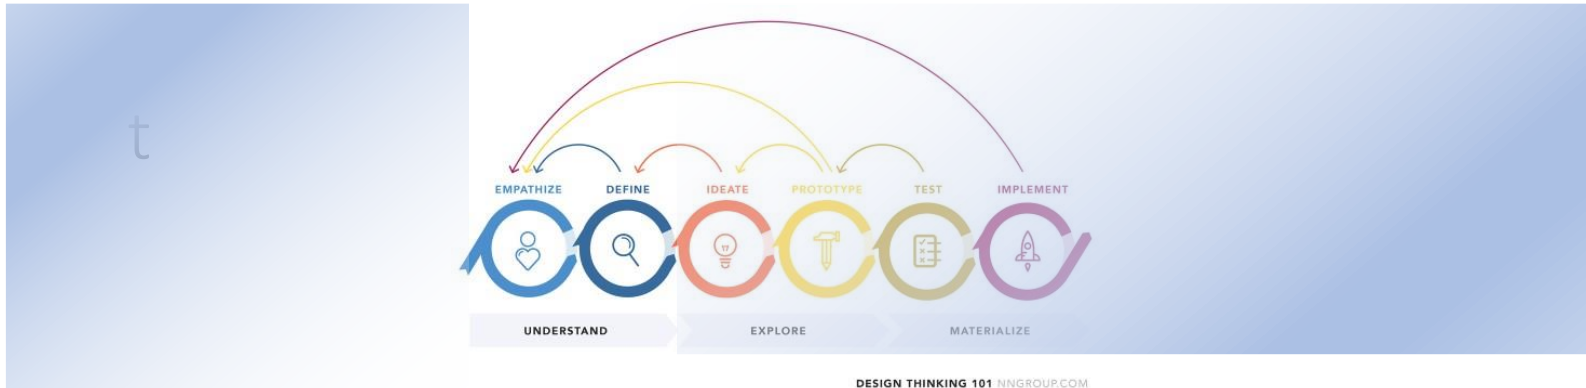 t
EMPATHIZE DEFINE IDEATE PROTOTYPE TEST IMPLEMENT
UNDERSTAND EXPLORE MATERIALIZE
DESIGN THINKING 101 NNGROUP.COM